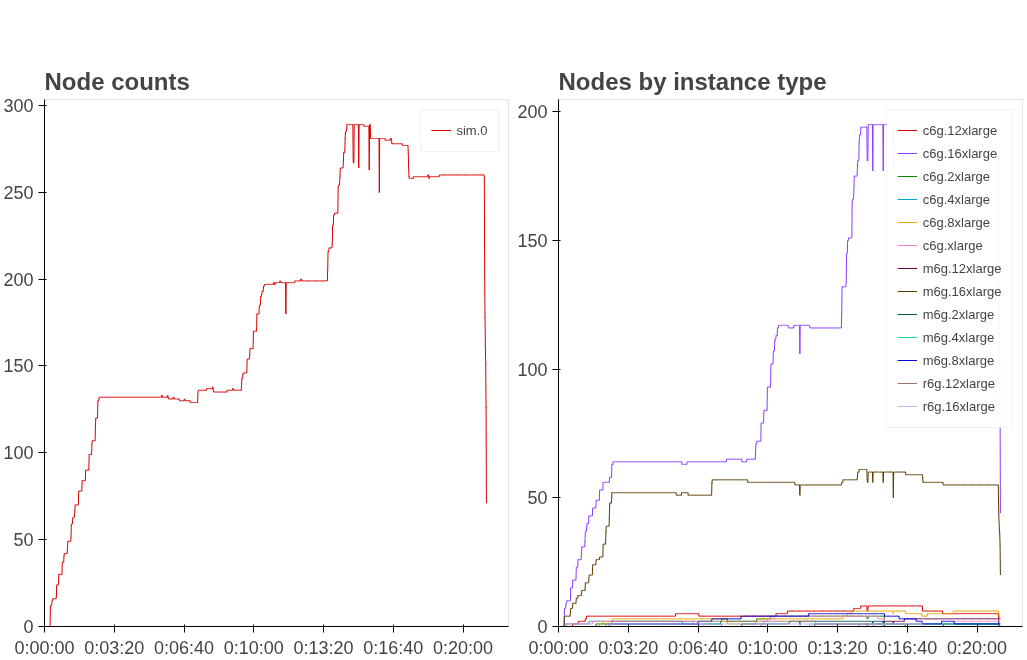 Node counts
300
250
200
150
100
50
0
0:00:00 0:03:20 0:06:40 0:10:00 0:13:20 0:16:40 0:20:00
sim.0
Nodes by instance type
200
150
100
50
0
0:00:00 0:03:20 0:06:40 0:10:00 0:13:20 0:16:40 0:20:00
c6g.12xlarge
c6g.16xlarge
c6g.2xlarge
c6g.4xlarge
c6g.8xlarge
c6g.xlarge
m6g.12xlarge
m6g.16xlarge
m6g.2xlarge
m6g.4xlarge
m6g.8xlarge
r6g.12xlarge
r6g.16xlarge